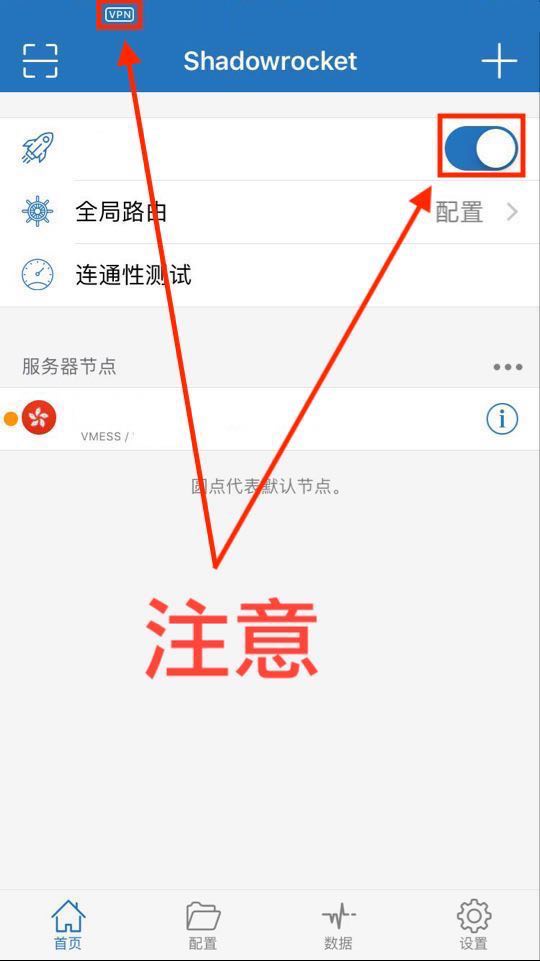 VPN
Shadowrocket
全局路由
配置
连通性测试
服务器节点
VMESS /
圆点代表默认节点。
注意
首页
配置
数据
设置